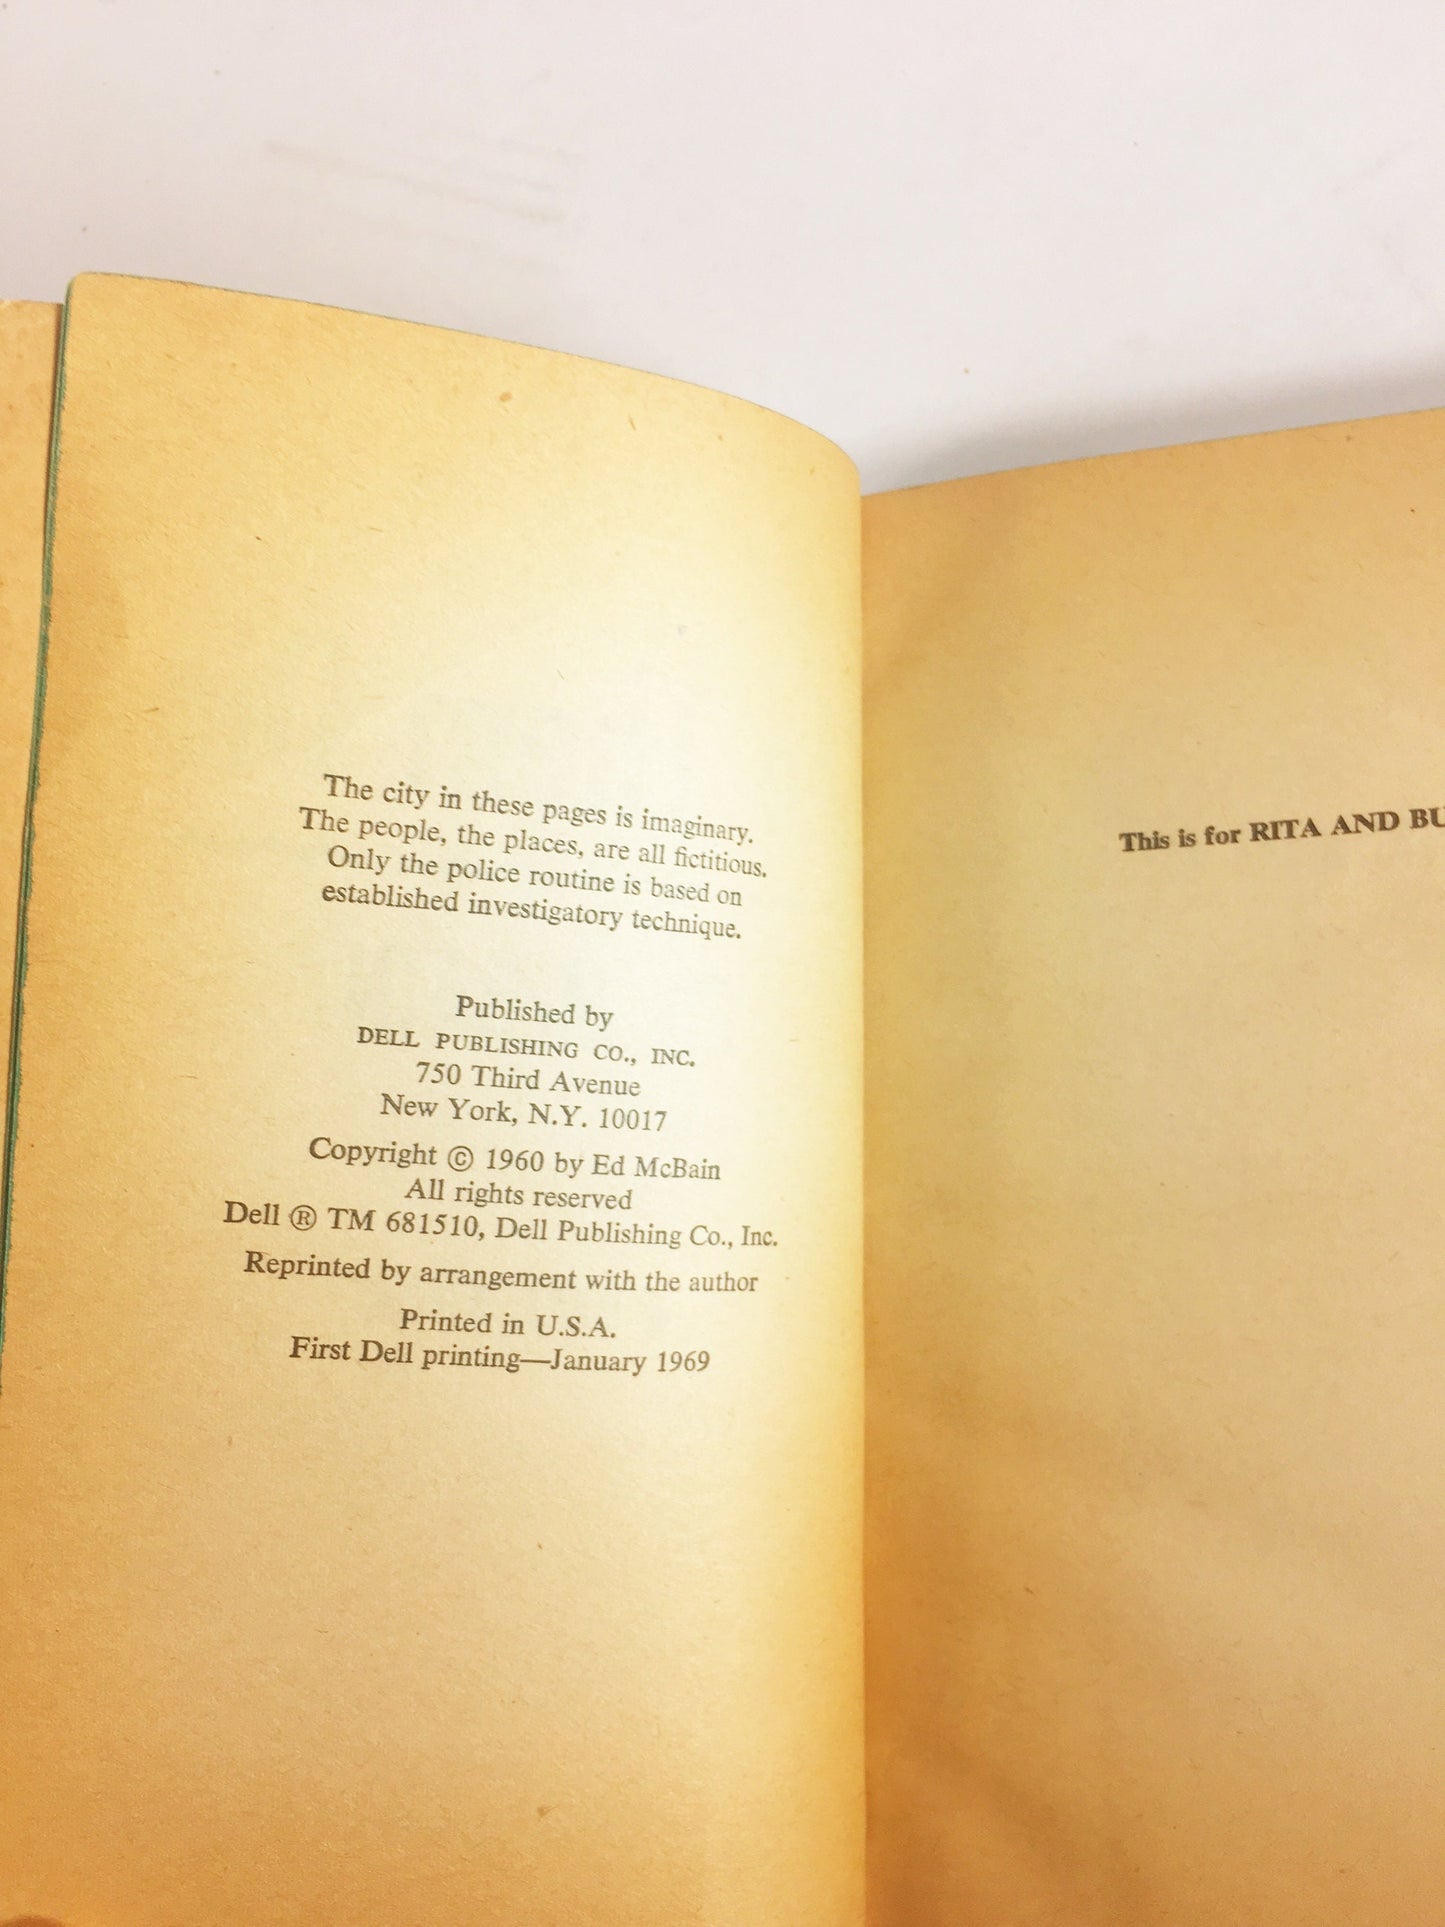 The city in these pages is imaginary.
The people, the places, are all fictitious.
Only the police routine is based on
established investigatory technique.
Published by
DELL PUBLISHING CO., INC.
750 Third Avenue
New York, N.Y. 10017
Copyright © 1960 by Ed McBain
All rights reserved
Dell ® TM 681510, Dell Publishing Co., Inc.
Reprinted by arrangement with the author
Printed in U.S.A.
First Dell printing—January 1969
This is for RITA AND